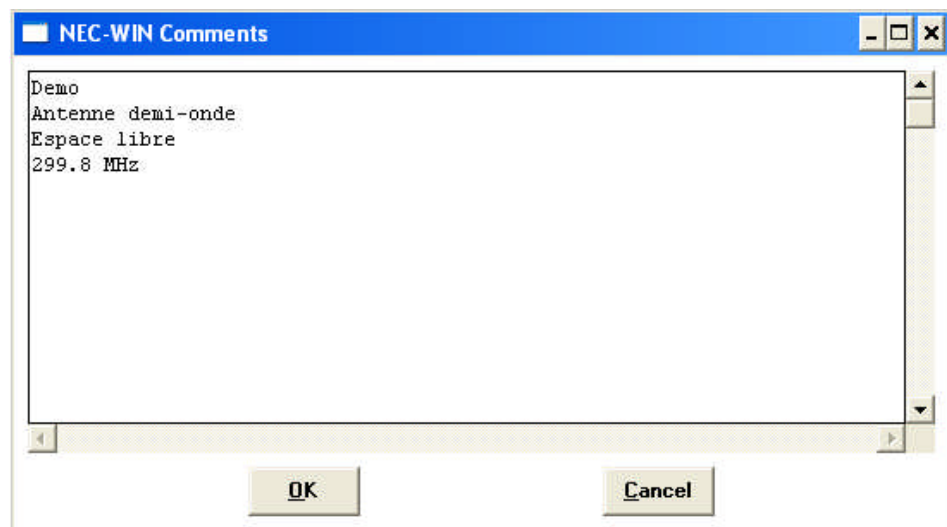 NEC-WIN Comments
Demo
Antenne demi-onde
Espace libre
299.8 MHz
OK
Cancel